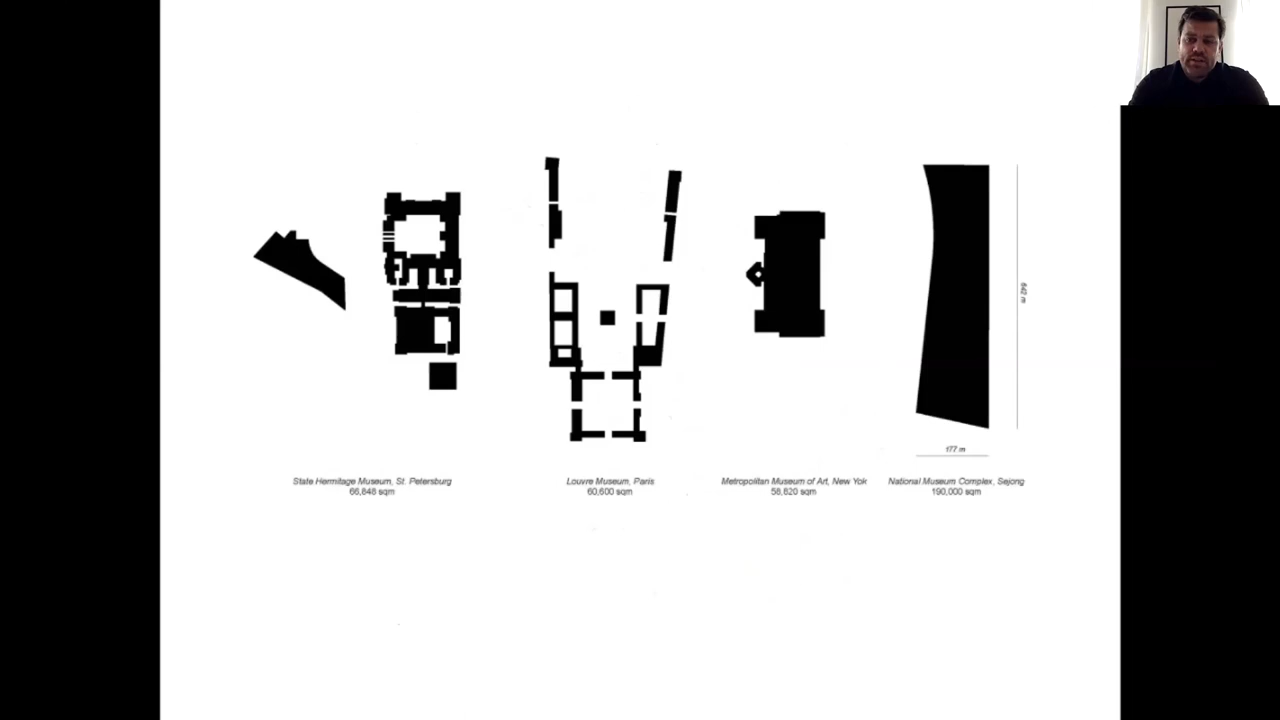 642 m
177 m
State Hermitage Museum, St. Petersburg
66,848 sqm
Louvre Museum, Paris
60,600 sqm
Metropolitan Museum of Art, New Yok
58,820 sqm
National Museum Complex, Sejong
190,000 sqm